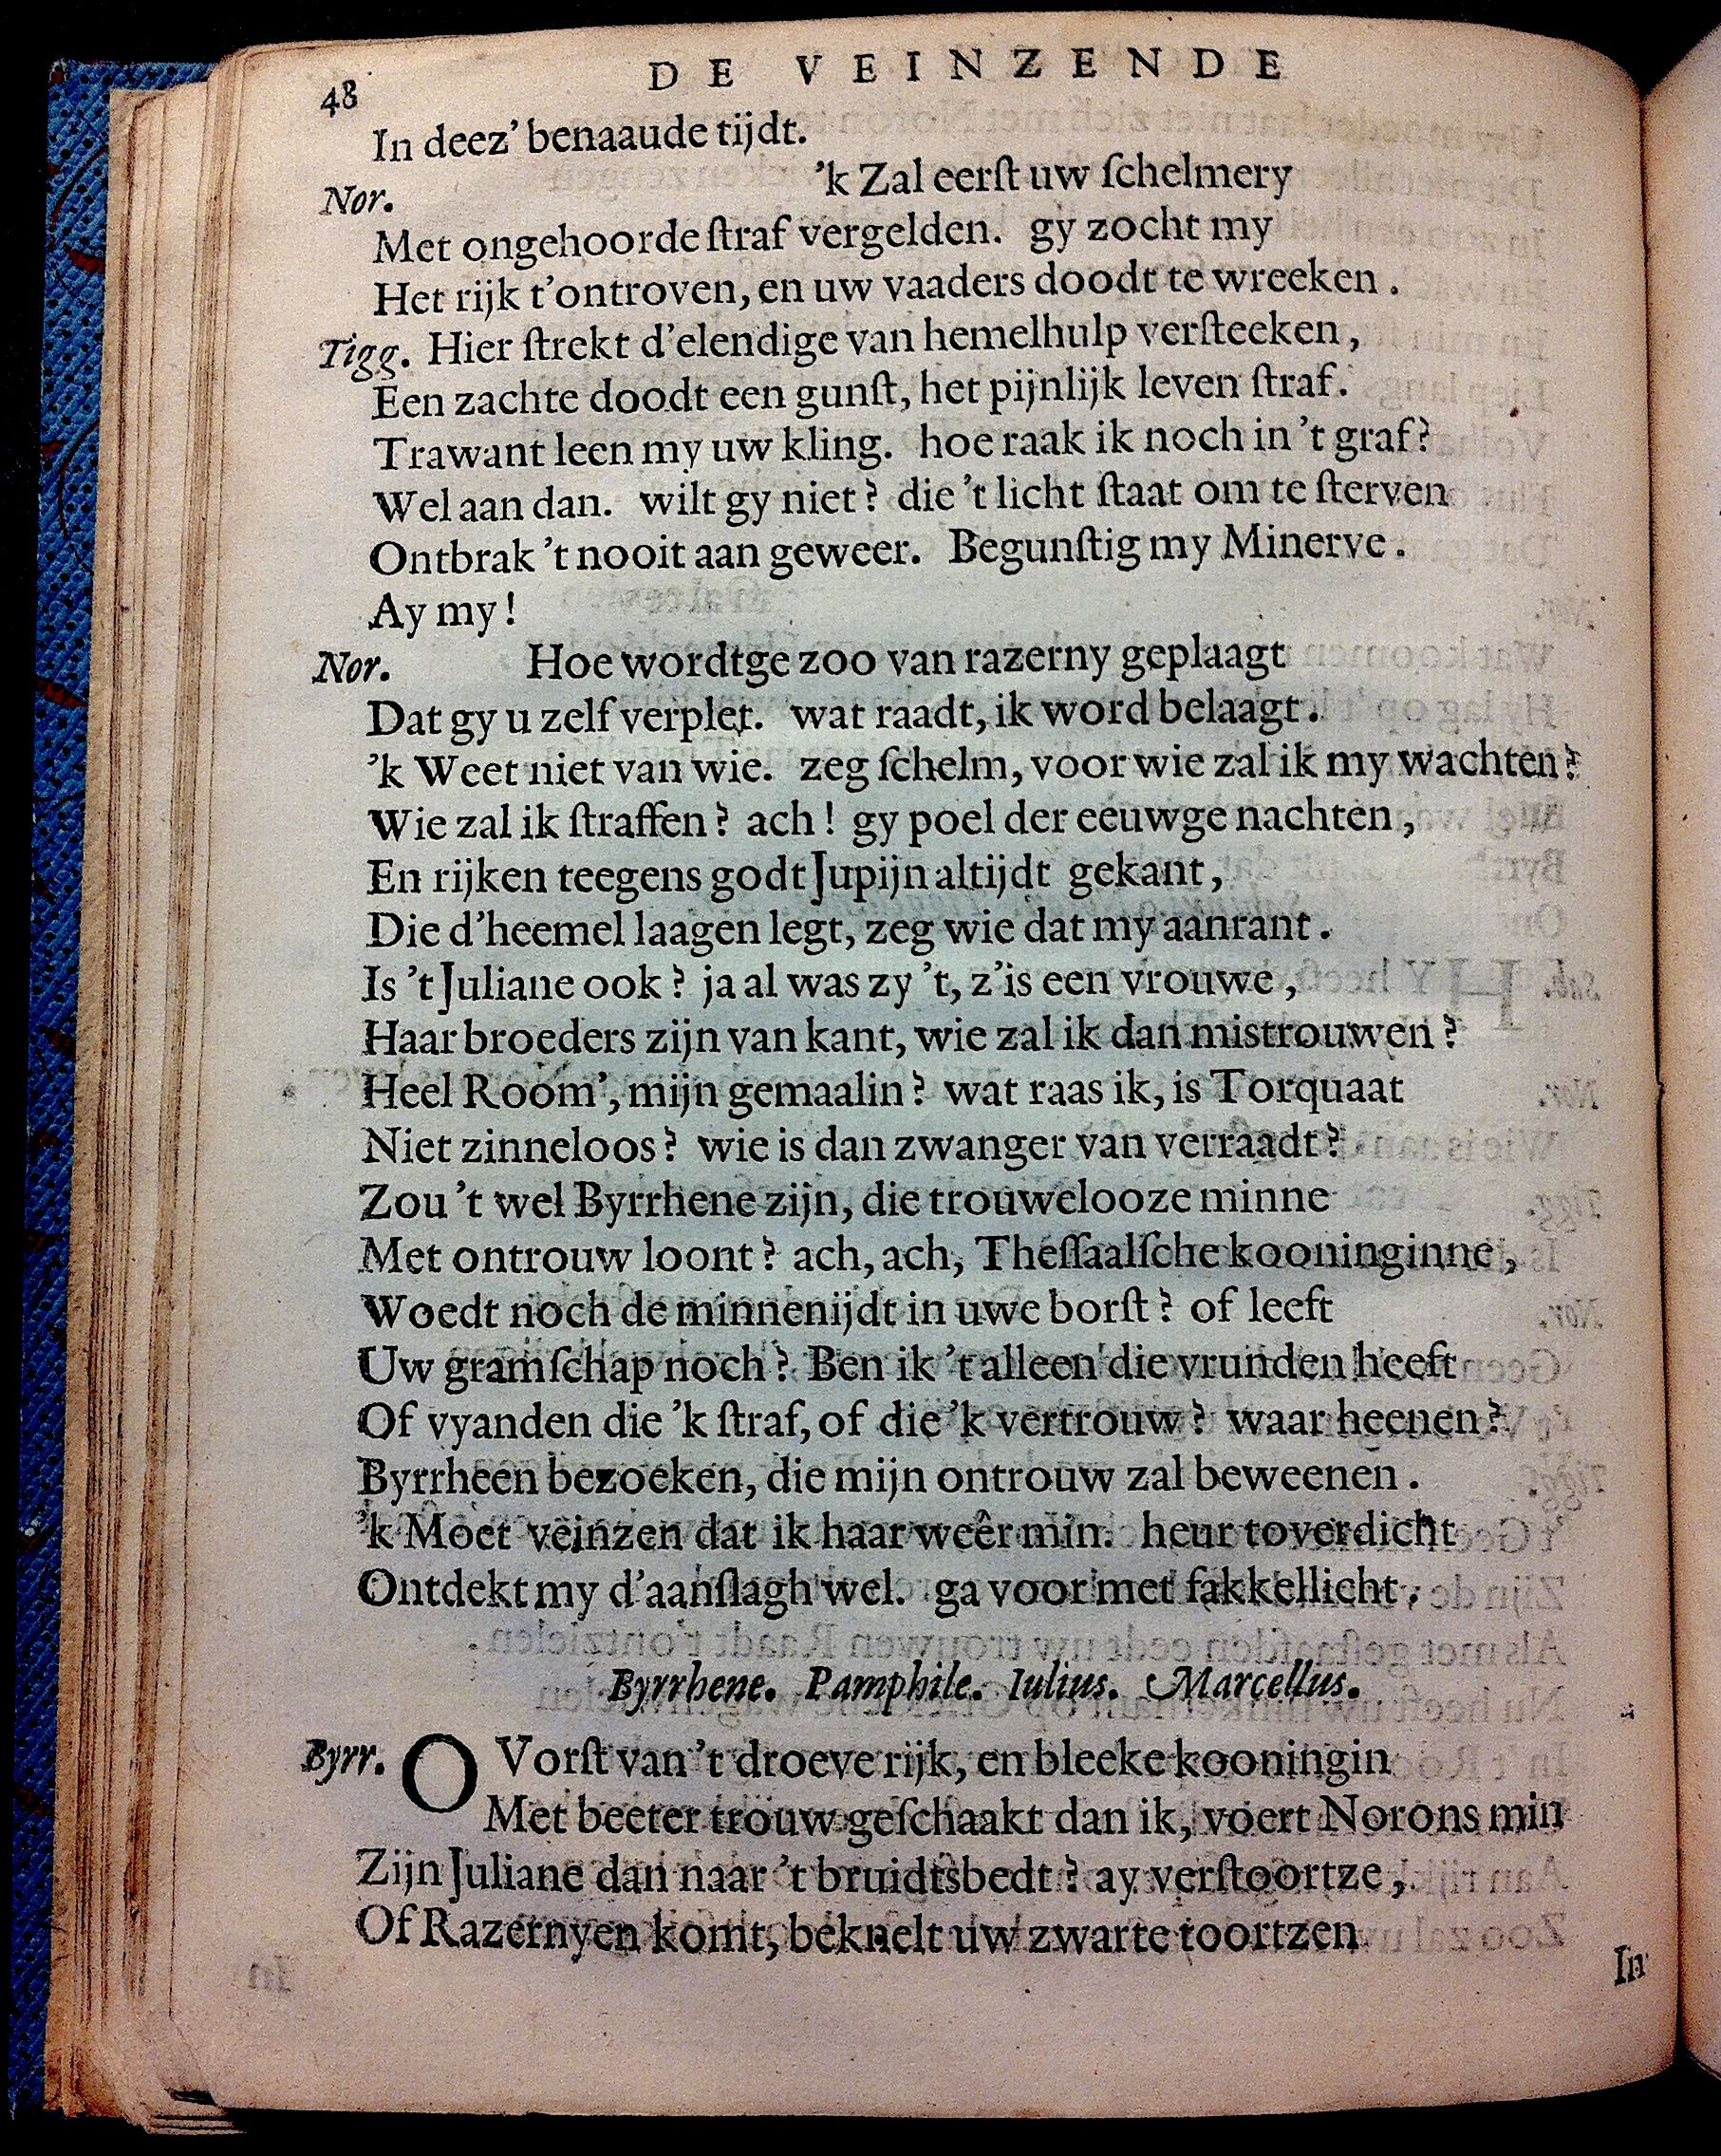 48 DE VEINZENDE
In deez' benaaude tijdt.
Nor. 'k Zal eerſt uw ſchelmery
Met ongehoorde ſtraf vergelden. gy zocht my
Het rijk t'ontroven, en uw vaaders doodt te wreeken.
Tigg. Hier ſtrekt d'elendige van hemelhulp verſteeken,
Een zachte doodt een gunſt, het pijnlijk leven ſtraf.
Trawant leen my uw kling. hoe raak ik noch in 't graf?
Wel aan dan. wilt gy niet? die 't licht ſtaat om te ſterven
Ontbrak 't nooit aan geweer. Begunſtig my Minerve.
Ay my!
Nor. Hoe wordtge zoo van razerny geplaagt
Dat gy u zelf verplet. wat raadt, ik word belaagt.
'k Weet niet van wie. zeg ſchelm, voor wie zal ik my wachten?
Wie zal ik ſtraffen? ach! gy poel der eeuwge nachten,
En rijken teegens godt Jupijn altijdt gekant,
Die d'heemel laagen legt, zeg wie dat my aanrant.
Is 't Juliane ook? ja al was zy 't, z'is een vrouwe,
Haar broeders zijn van kant, wie zal ik dan mistrouwen?
Heel Room', mijn gemaalin? wat raas ik, is Torquaat
Niet zinneloos? wie is dan zwanger van verraadt?
Zou 't wel Byrrhene zijn, die trouwelooze minne
Met ontrouw loont? ach, ach, Theſſaalſche kooninginne,
Woedt noch de minnenijdt in uwe borſt? of leeft
Uw gramſchap noch? Ben ik 't alleen die vrunden heeft
Of vyanden die 'k ſtraf, of die 'k vertrouw? waar heenen?
Byrrheen bezoeken, die mijn ontrouw zal beweenen.
'k Moet veinzen dat ik haar weêr min. heur toverdicht
Ontdekt my d'aanſlagh wel. ga voor met fakkellicht,
Byrrhene. Pamphile. Iulius. Marcellus.
Byrr. O Vorſt van 't droeve rijk, en bleeke kooningin
Met beeter trouw geſchaakt dan ik, voert Norons min
Zijn Juliane dan naar 't bruidtsbedt? ay verſtoortze,
Of Razernyen komt, beknelt uw zwarte toortzen
In